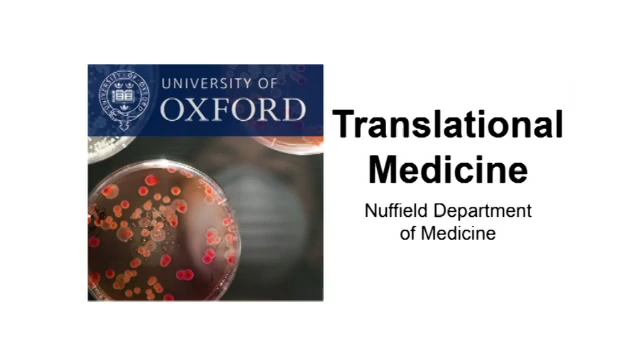 UNIVERSITY OF
OXFORD
Translational
Medicine
Nuffield Department
of Medicine